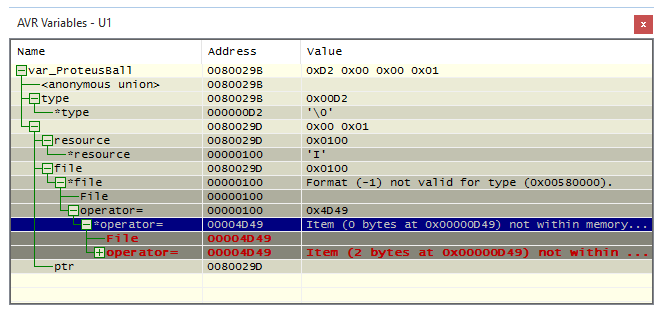 AVR Variables - U1
x
Name Address Value
var_ProteusBall 0080029B 0xD2 0x00 0x00 0x01
<anonymous union> 0080029B
type 0080029B 0x00D2
*type 000000D2 '\0'
0080029D 0x00 0x01
resource 0080029D 0x0100
*resource 00000100 'I'
file 0080029D 0x0100
*file 00000100 Format (-1) not valid for type (0x00580000).
File 00000100
operator= 00000100 0x4D49
*operator= 00004D49 Item (0 bytes at 0x00000D49) not within memory...
File 00004D49
operator= 00004D49 Item (2 bytes at 0x00000D49) not within ...
ptr 0080029D